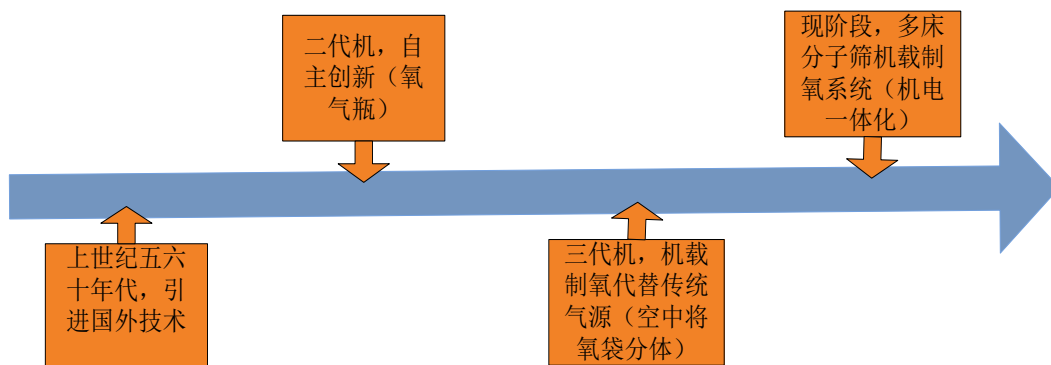 二代机，自
主创新（氧
气瓶）
现阶段，多床
分子筛机载制
氧系统（机电
一体化）
上世纪五六
十年代，引
进国外技术
三代机，机载
制氧代替传统
气源（空中将
氧袋分体）